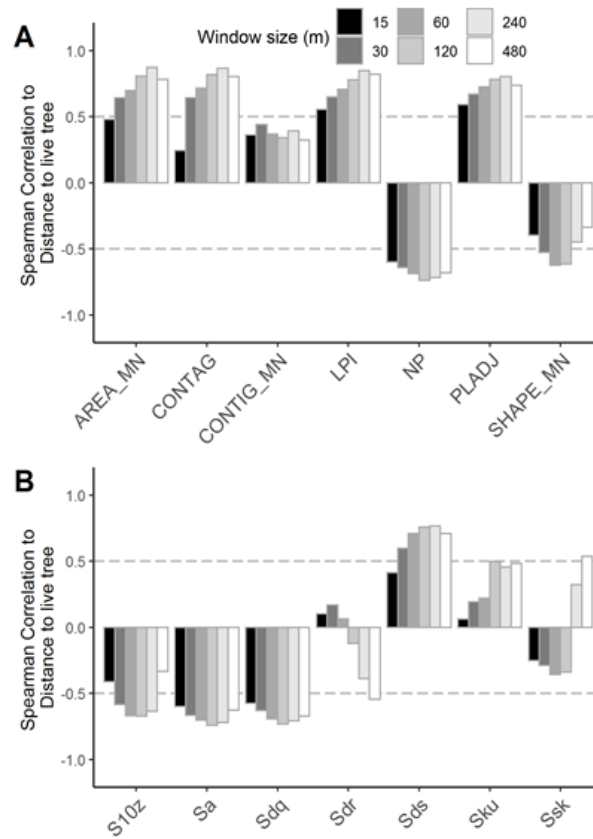 A
Window size (m)
15 60 240
30 120 480
Spearman Correlation to
Distance to live tree
1.0
0.5
0.0
-0.5
-1.0
AREA_MN
CONTAG
CONTIG_MN
LPI
NP
PLADJ
SHAPE_MN
B
Spearman Correlation to
Distance to live tree
1.0
0.5
0.0
-0.5
-1.0
S10z
Sa
Sdq
Sdr
Sds
Sku
Ssk